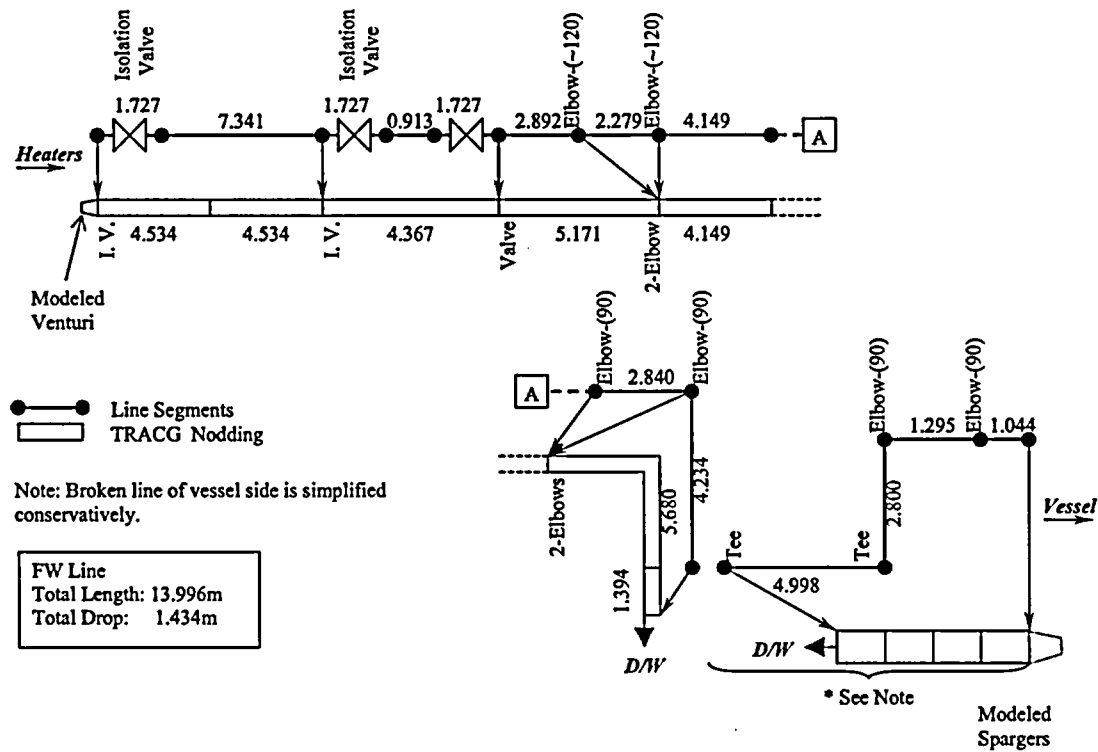 Isolation
Valve
Isolation
Valve
Elbow-(~120)
Elbow-(~120)
1.727
7.341
1.727
0.913
1.727
2.892
2.279
4.149
A
Heaters
I. V.
4.534
4.534
I. V.
4.367
Valve
5.171
2-Elbow
4.149
Modeled
Venturi
Elbow-(90)
Elbow-(90)
A
2.840
Elbow-(90)
Elbow-(90)
1.295
1.044
Line Segments
TRACG Nodding
Note: Broken line of vessel side is simplified
conservatively.
2-Elbows
5.680
4.234
2.800
Vessel
Tee
Tee
1.394
4.998
FW Line
Total Length: 13.996m
Total Drop: 1.434m
D/W
D/W
* See Note
Modeled
Spargers